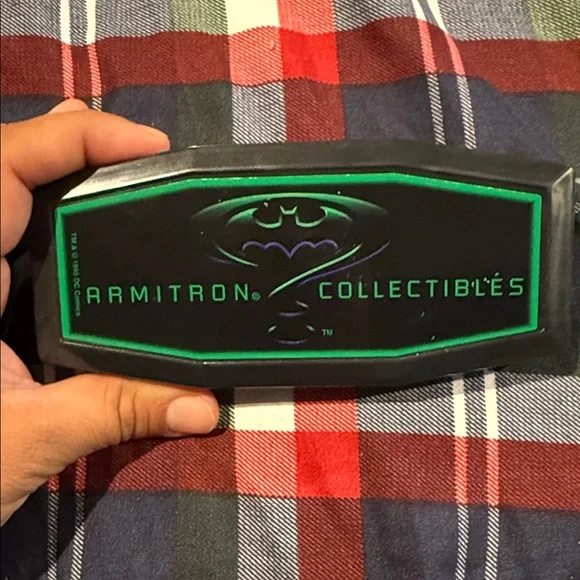 ARMITRON® COLLECTIBLES
TM
TM & © 1995 DC COMICS